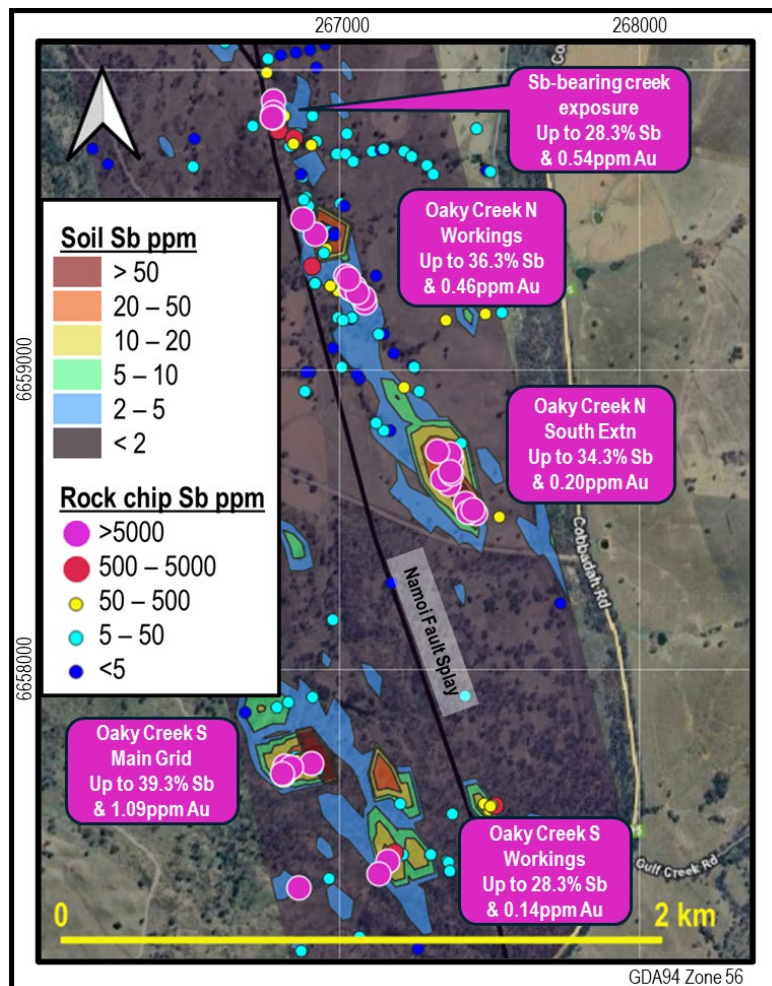 267000
268000
Sb-bearing creek
exposure
Up to 28.3% Sb
& 0.54ppm Au
Soil Sb ppm
> 50
20 – 50
10 – 20
5 – 10
2 – 5
< 2
Rock chip Sb ppm
>5000
500 – 5000
50 – 500
5 – 50
<5
Oaky Creek N
Workings
Up to 36.3% Sb
& 0.46ppm Au
6659000
Oaky Creek N
South Extn
Up to 34.3% Sb
& 0.20ppm Au
Cobbadah Rd
Namoi Fault Splay
6658000
Oaky Creek S
Main Grid
Up to 39.3% Sb
& 1.09ppm Au
Oaky Creek S
Workings
Up to 28.3% Sb
& 0.14ppm Au
Gulf Creek Rd
0
2 km
GDA94 Zone 56